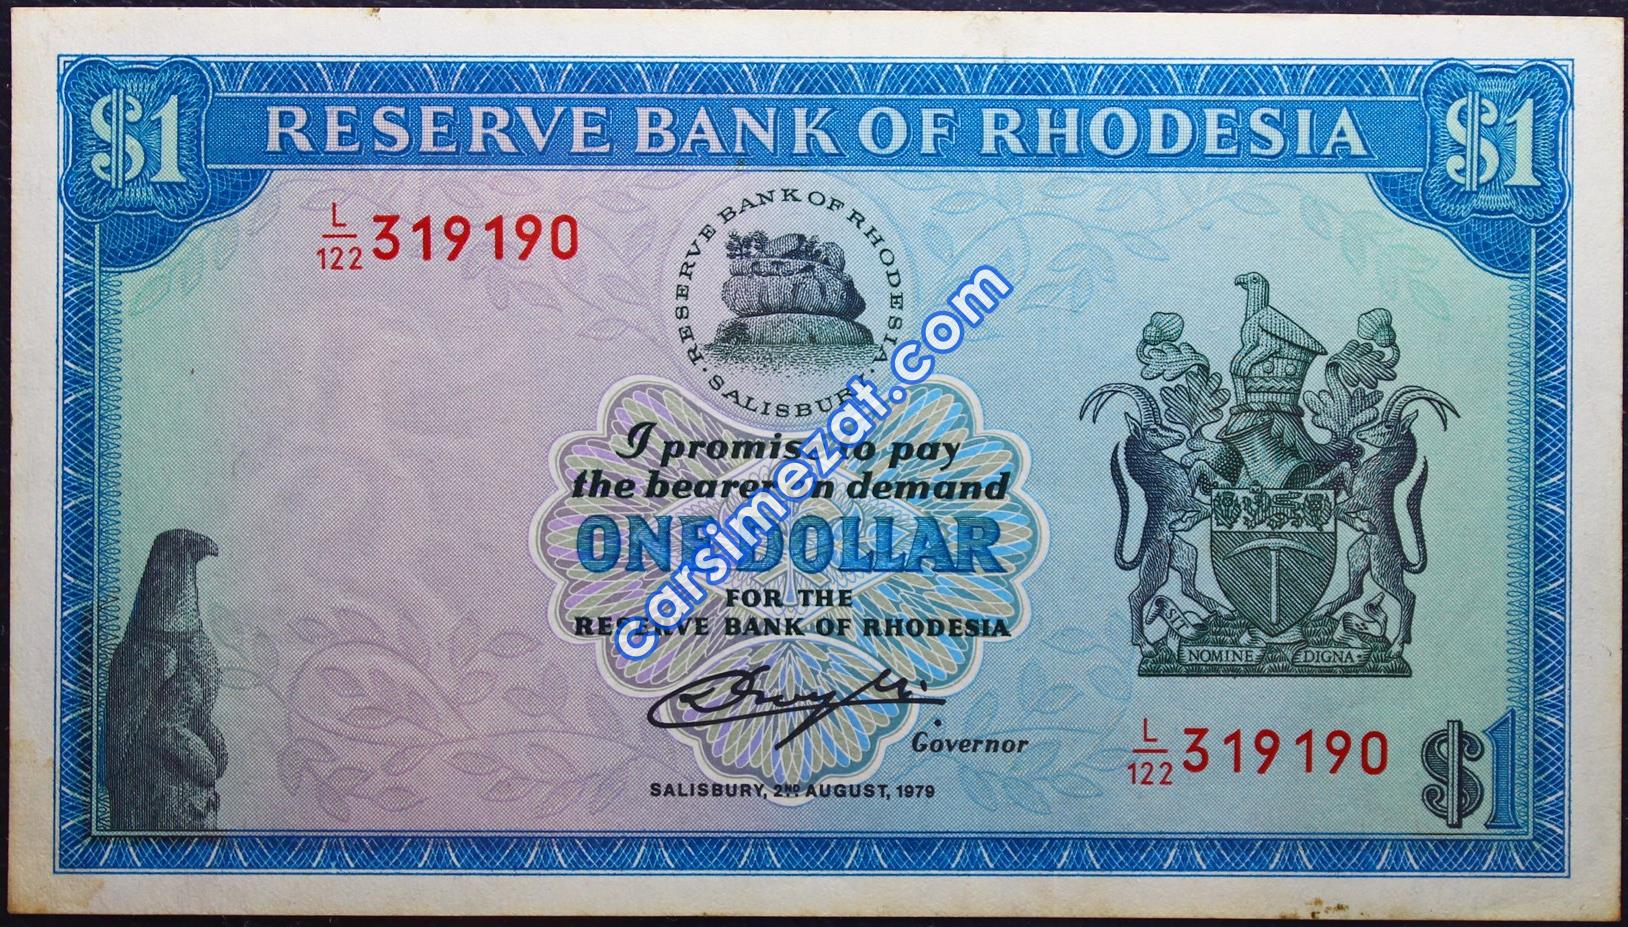 $1 RESERVE BANK OF RHODESIA $1
L/122 319190
RESERVE BANK OF RHODESIA · SALISBURY ·
I promise to pay
the bearer on demand
ONE DOLLAR
FOR THE
RESERVE BANK OF RHODESIA
Governor
SALISBURY, 2ND AUGUST, 1979
SIT NOMINE DIGNA
L/122 319190
$1
carsimezat.com